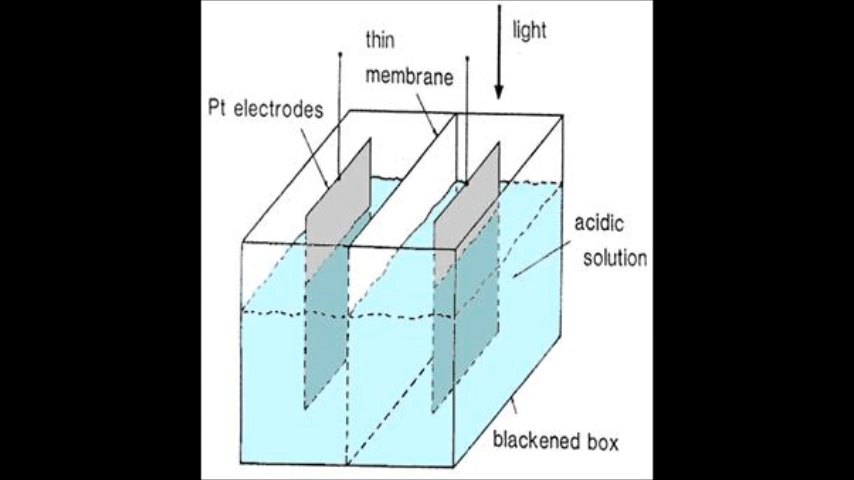 light
thin
membrane
Pt electrodes
acidic
solution
blackened box